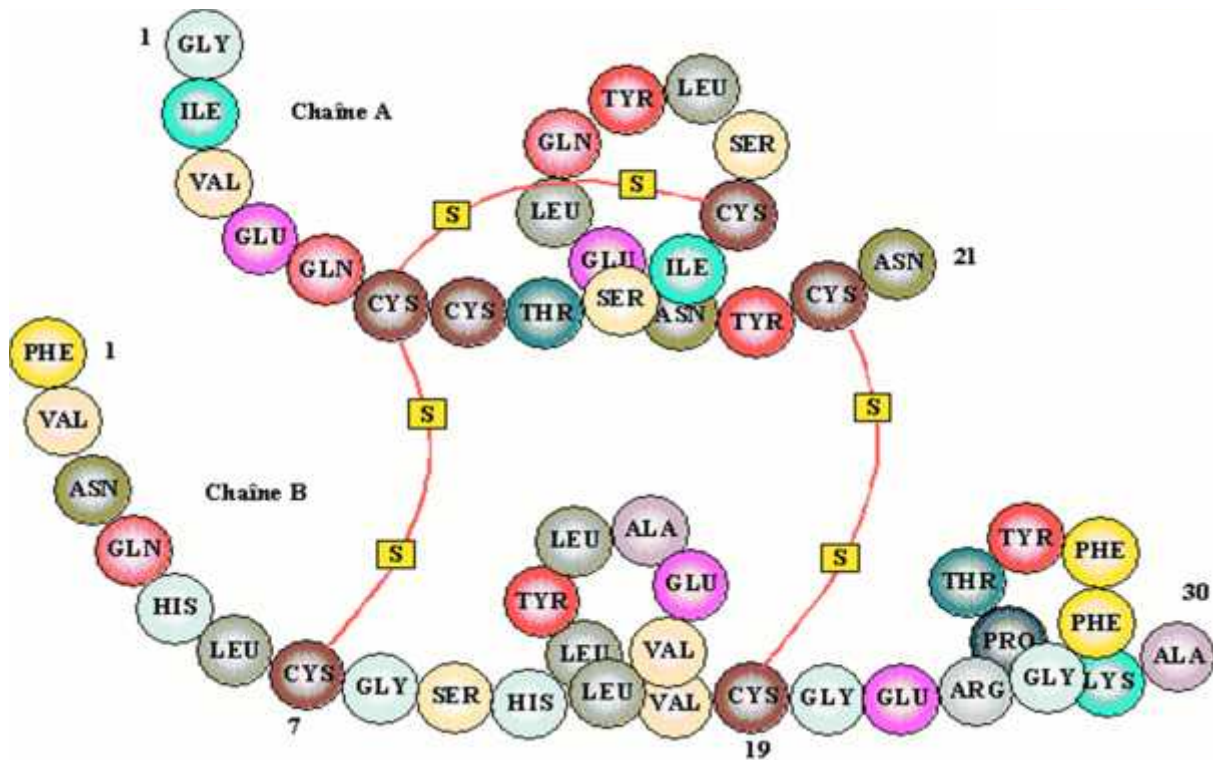 1
GLY
ILE
Chaîne A
VAL
GLU
GLN
CYS
CYS
THR
SER
ILE
CYS
SER
LEU
TYR
GLN
LEU
GLU
ASN
TYR
CYS
ASN
21
S
S
S
S
S
S
PHE
1
VAL
ASN
Chaîne B
GLN
HIS
LEU
CYS
7
GLY
SER
HIS
LEU
VAL
GLU
ALA
LEU
TYR
LEU
VAL
CYS
19
GLY
GLU
ARG
GLY
PHE
PHE
TYR
THR
PRO
LYS
ALA
30